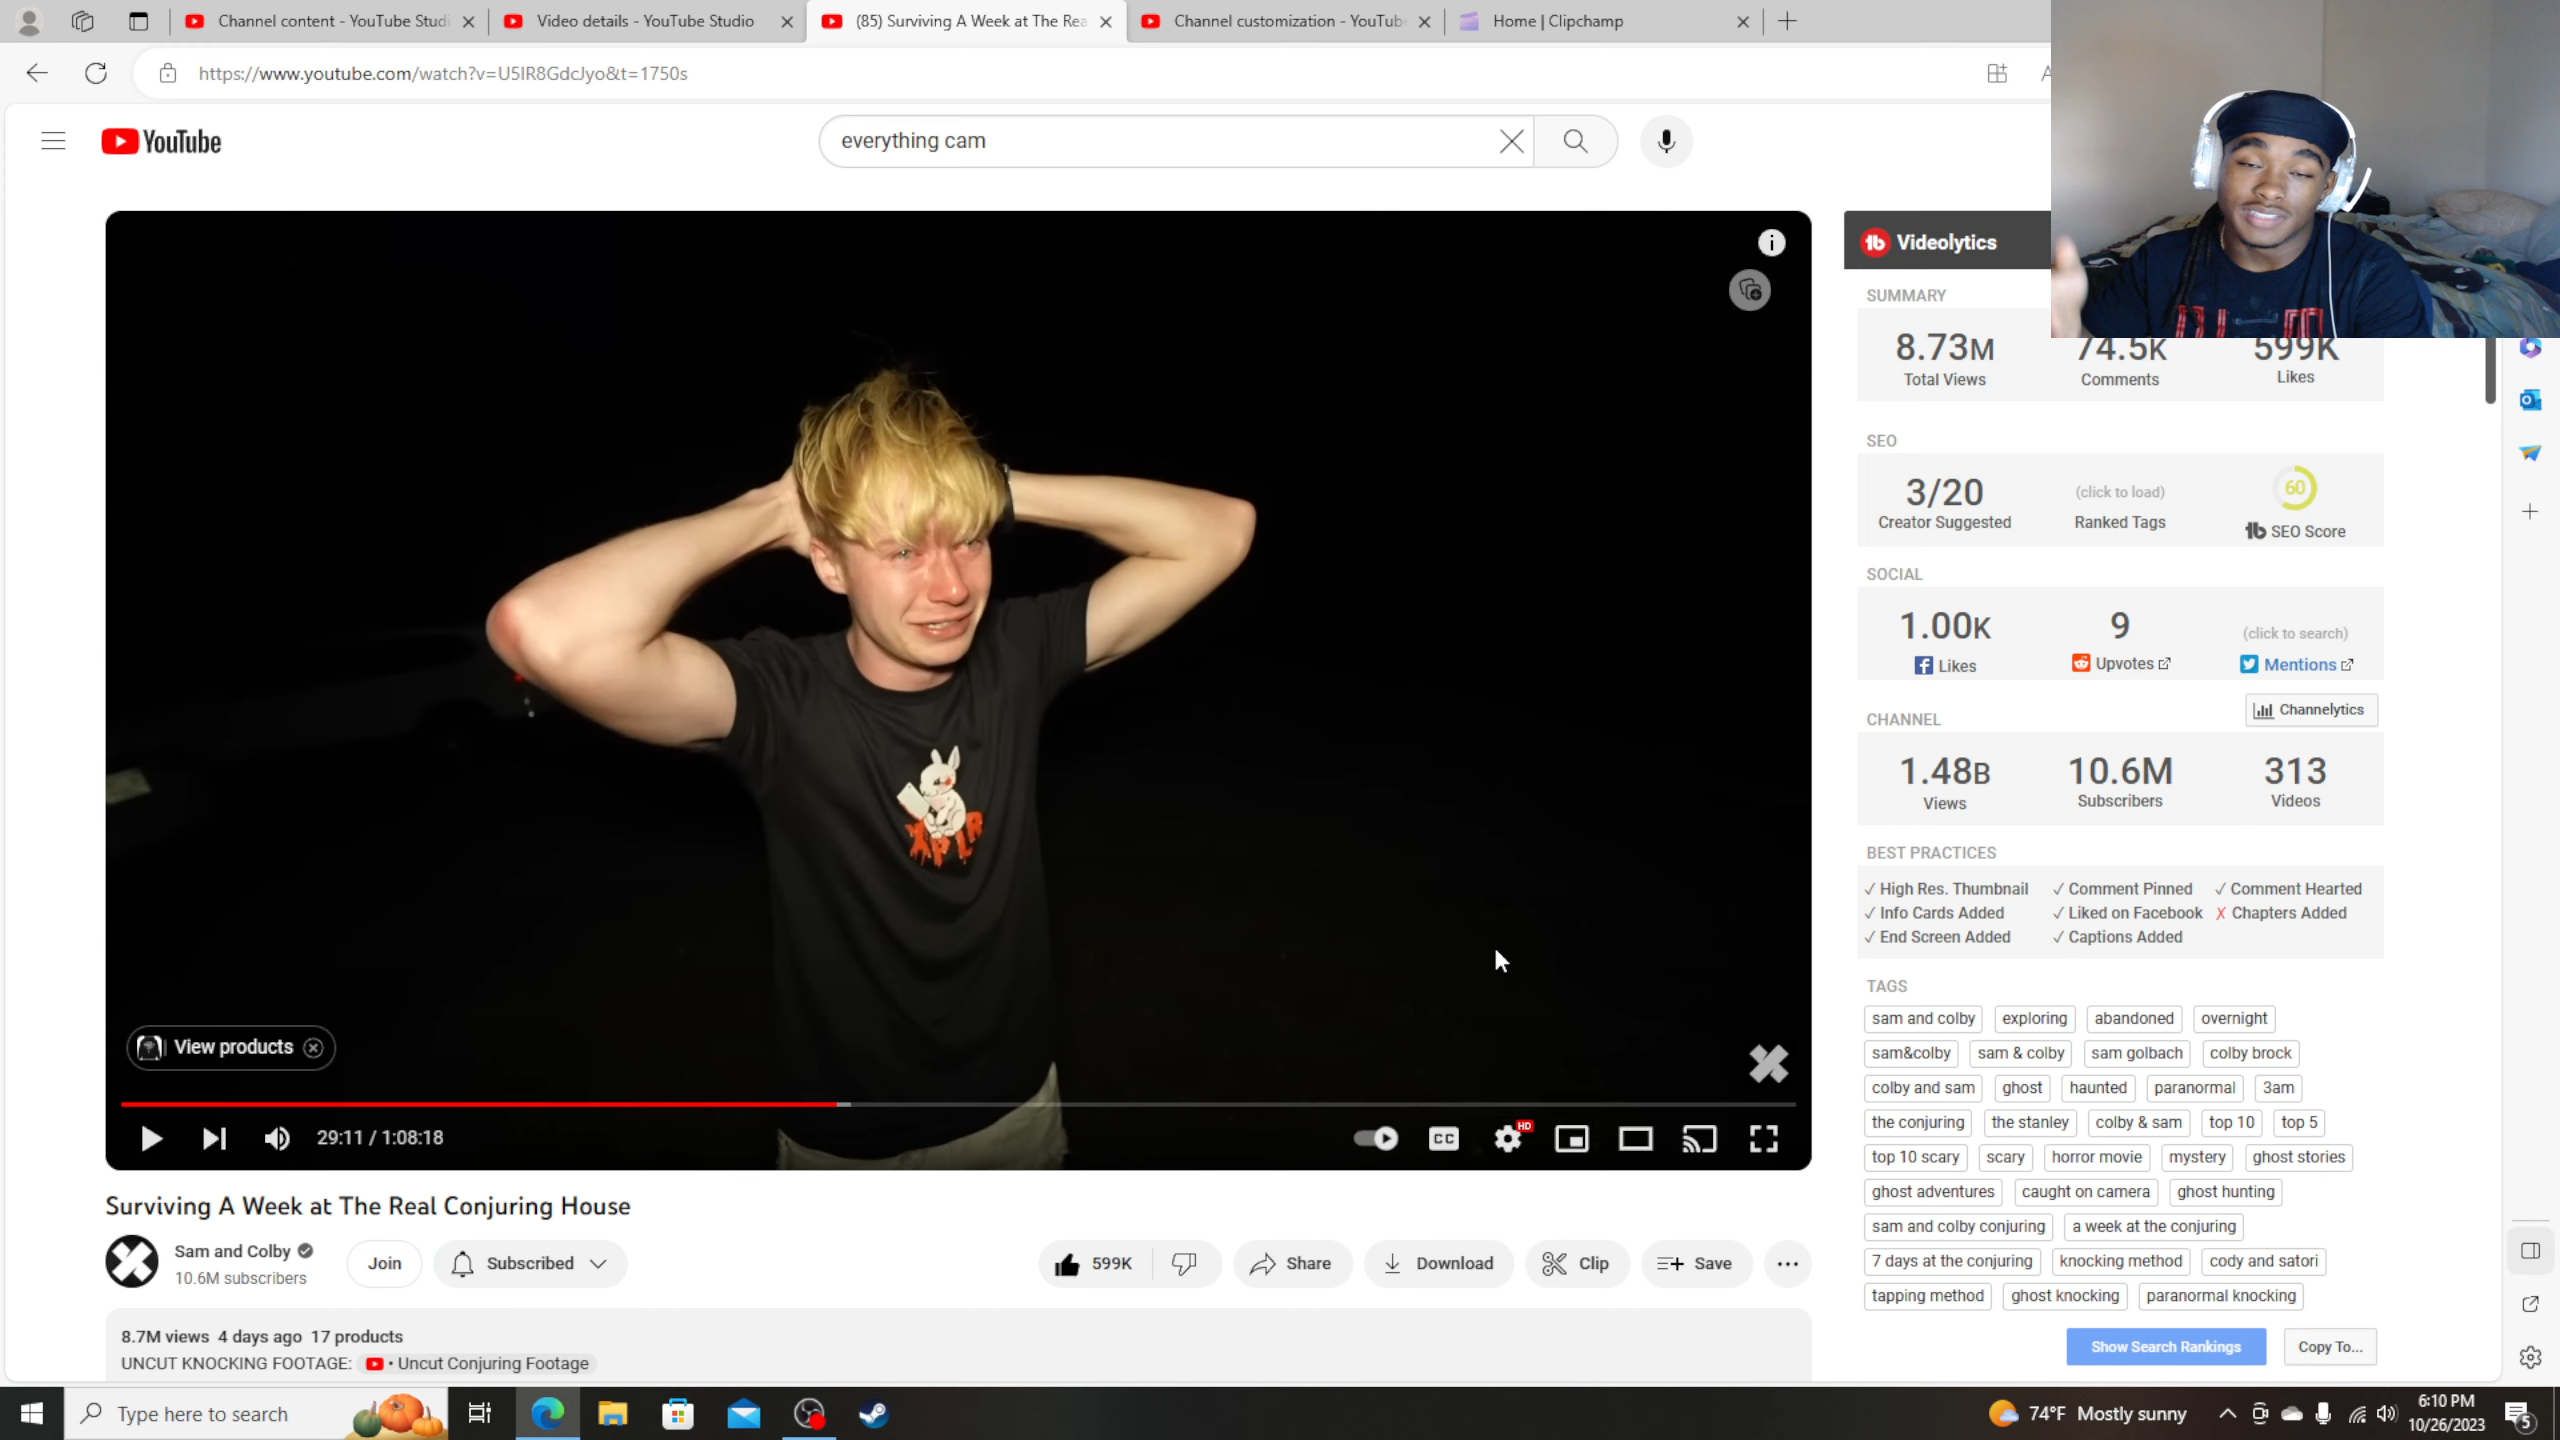 Channel content - YouTube Studi
Video details - YouTube Studio
(85) Surviving A Week at The Rea
Channel customization - YouTub
Home | Clipchamp
https://www.youtube.com/watch?v=U5IR8GdcJyo&t=1750s
YouTube
everything cam
tb Videolytics
SUMMARY
8.73M 74.5K 599K
Total Views Comments Likes
SEO
3/20 (click to load) 60
Creator Suggested Ranked Tags tb SEO Score
SOCIAL
1.00K 9 (click to search)
Likes Upvotes Mentions
CHANNEL Channelytics
1.48B 10.6M 313
Views Subscribers Videos
BEST PRACTICES
✓ High Res. Thumbnail ✓ Comment Pinned ✓ Comment Hearted
✓ Info Cards Added ✓ Liked on Facebook X Chapters Added
✓ End Screen Added ✓ Captions Added
TAGS
sam and colby exploring abandoned overnight
sam&colby sam & colby sam golbach colby brock
colby and sam ghost haunted paranormal 3am
the conjuring the stanley colby & sam top 10 top 5
top 10 scary scary horror movie mystery ghost stories
ghost adventures caught on camera ghost hunting
sam and colby conjuring a week at the conjuring
7 days at the conjuring knocking method cody and satori
tapping method ghost knocking paranormal knocking
Show Search Rankings Copy To...
XPLR
View products
29:11 / 1:08:18
CC HD
Surviving A Week at The Real Conjuring House
Sam and Colby
10.6M subscribers
Join Subscribed 599K Share Download Clip Save ...
8.7M views 4 days ago 17 products
UNCUT KNOCKING FOOTAGE: • Uncut Conjuring Footage
Type here to search
74°F Mostly sunny
6:10 PM
10/26/2023
5